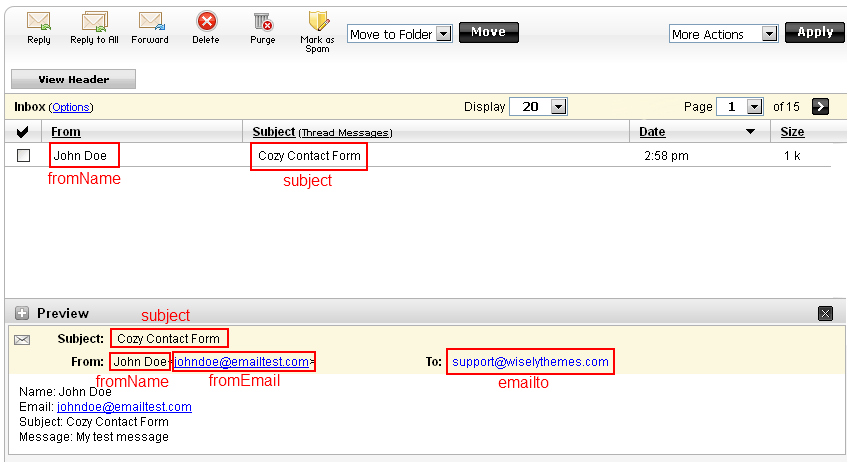 Reply Reply to All Forward Delete Purge Mark as Spam Move to Folder Move More Actions Apply
View Header
Inbox (Options) Display 20 Page 1 of 15
From Subject (Thread Messages) Date Size
John Doe Cozy Contact Form 2:58 pm 1 k
fromName subject
Preview
subject
Subject: Cozy Contact Form
From: John Doe <johndoe@emailtest.com> To: support@wiselythemes.com
fromName fromEmail emailto
Name: John Doe
Email: johndoe@emailtest.com
Subject: Cozy Contact Form
Message: My test message